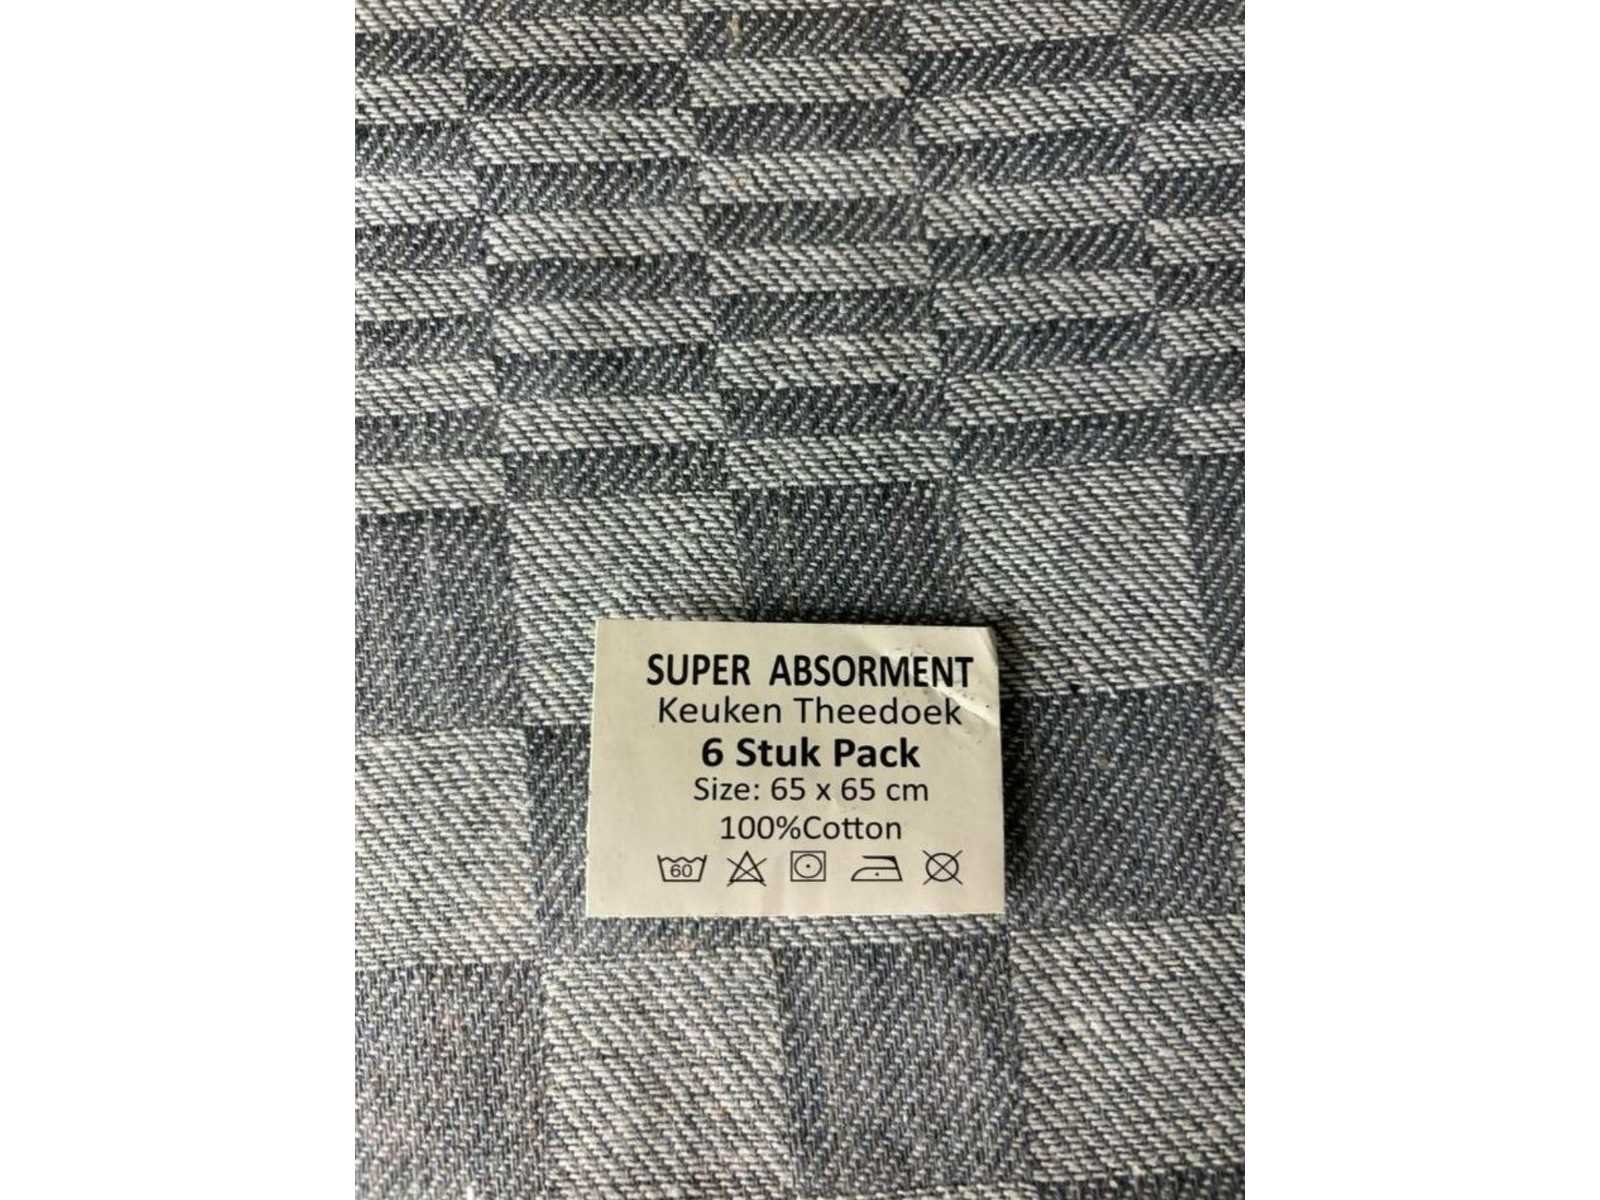 SUPER ABSORMENT
Keuken Theedoek
6 Stuk Pack
Size: 65 x 65 cm
100%Cotton
60